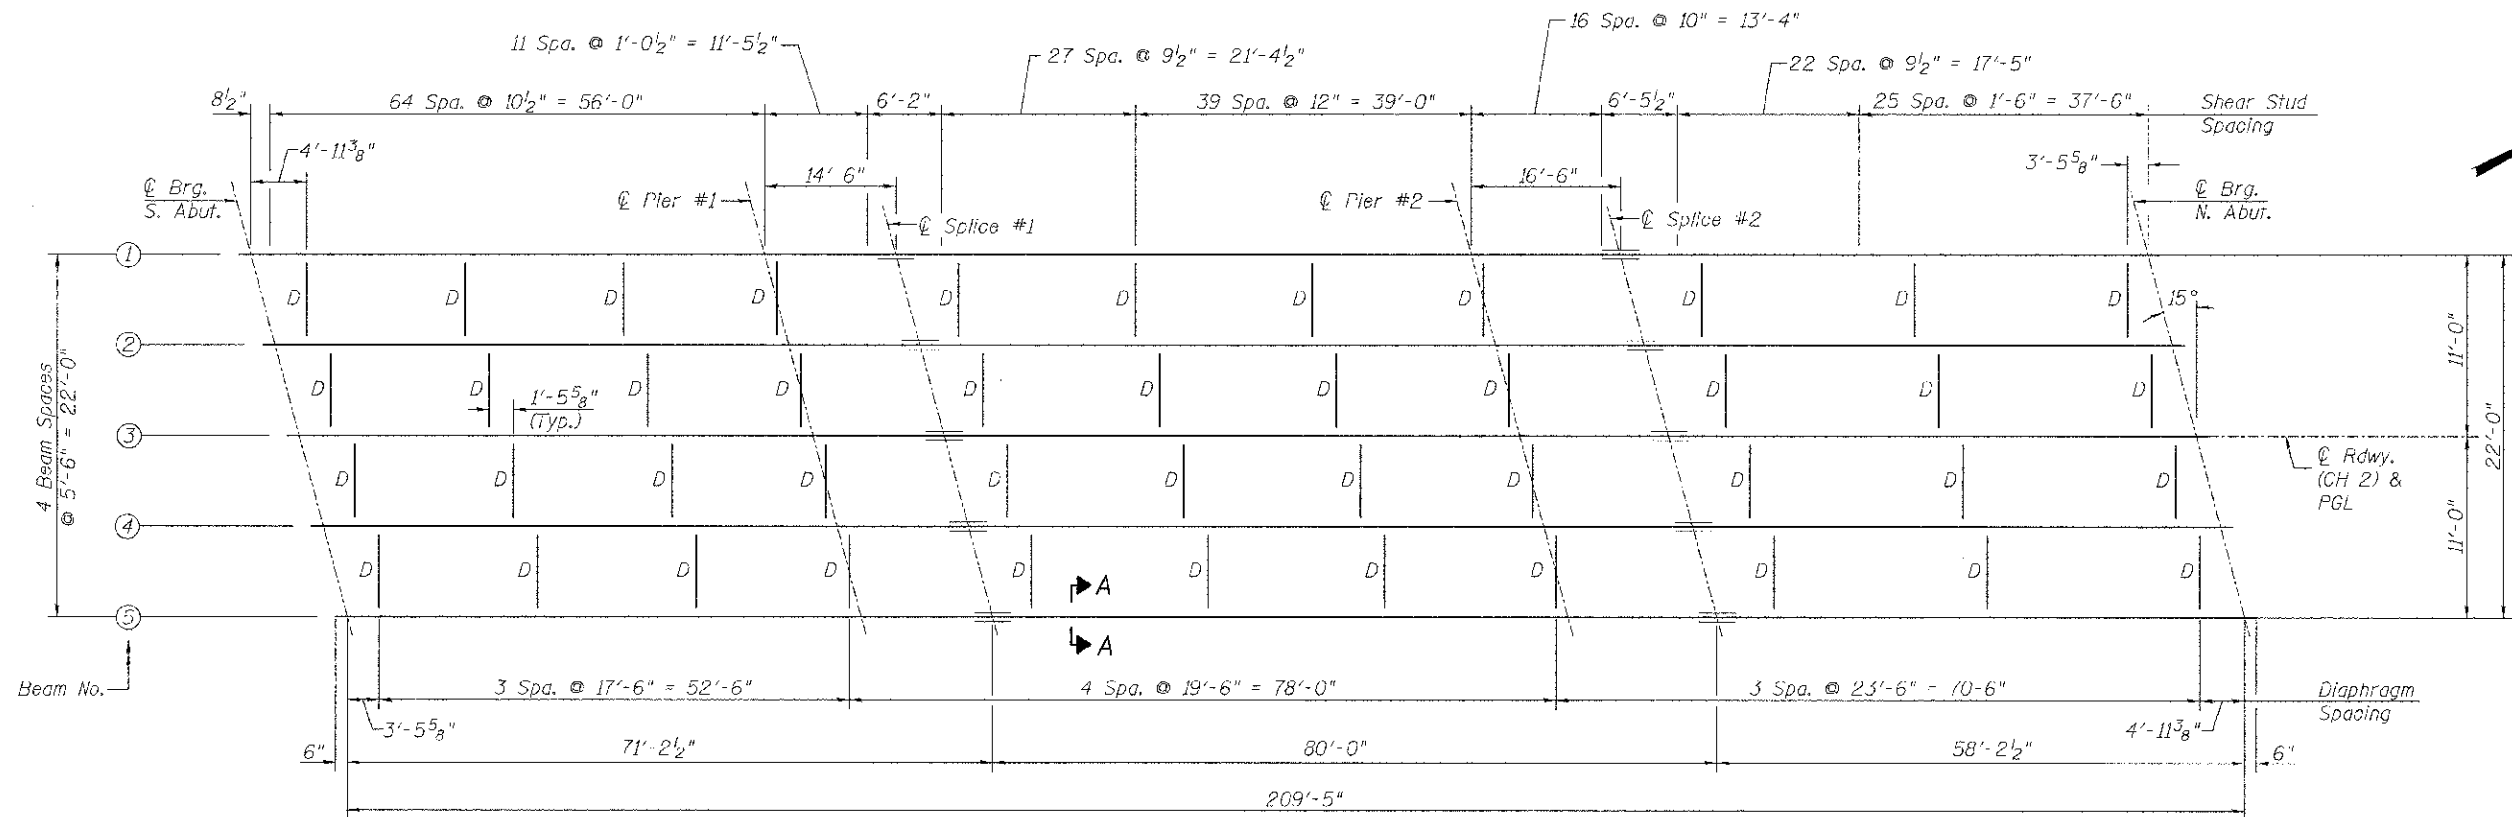 16 Spa. @ 10" = 13'-4"
11 Spa. @ 1'-0½" = 11'-5½"
27 Spa. @ 9½" = 21'-4½"
22 Spa. @ 9½" = 17'-5"
8½"
64 Spa. @ 10½" = 56'-0"
6'-2"
39 Spa. @ 12" = 39'-0"
6'-5½"
25 Spa. @ 1'-6" = 37'-6"
Shear Stud
Spacing
4'-11⅜"
3'-5⅝"
14' 6"
16'-6"
℄ Brg.
S. Abut.
℄ Pier #1
℄ Splice #1
℄ Pier #2
℄ Splice #2
℄ Brg.
N. Abut.
1
D D D D D D D D D D D
15°
2
D D D D D D D D D D D
1'-5⅝"
(Typ.)
3
D D D D D D D D D D D
℄ Rdwy.
(CH 2) &
PGL
4
D D D D D D D D D D D
5
4 Beam Spaces
@ 5'-6" = 22'-0"
11'-0"
11'-0"
22'-0"
A
A
Beam No.
3 Spa. @ 17'-6" = 52'-6"
4 Spa. @ 19'-6" = 78'-0"
3 Spa. @ 23'-6" = 70-6"
Diaphragm
Spacing
3'-5⅝"
4'-11⅜"
6"
71'-2½"
80'-0"
58'-2½"
6"
209'-5"